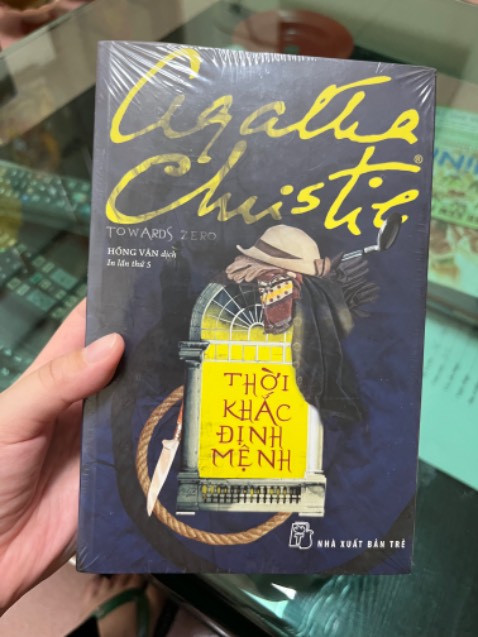 Agatha
Christie®
TOWARDS ZERO
HỒNG VÂN dịch
In lần thứ 5
THỜI
KHẮC
ĐỊNH
MỆNH
NHÀ XUẤT BẢN TRẺ